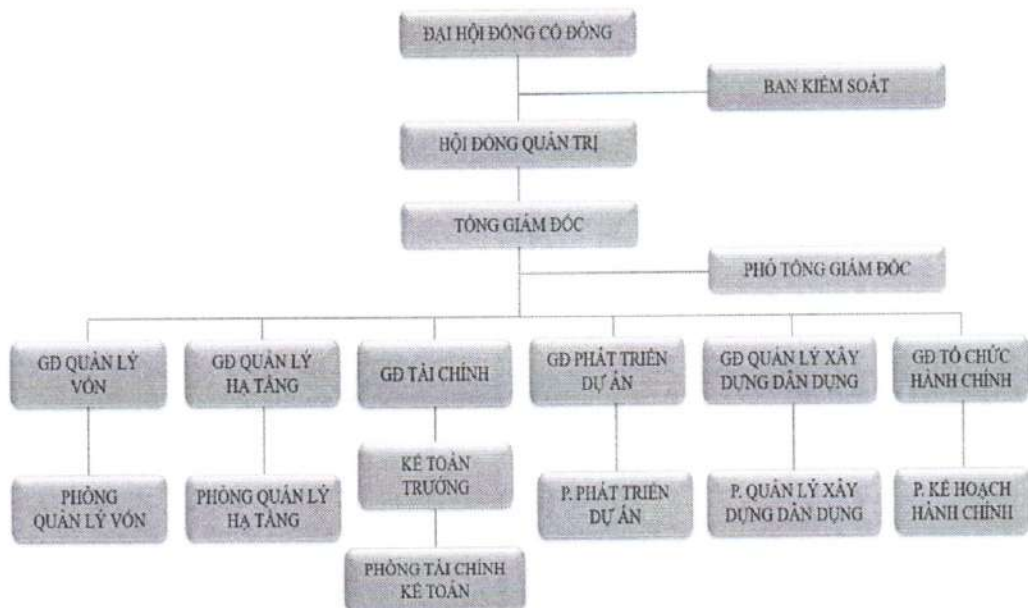 ĐẠI HỘI ĐỒNG CỔ ĐÔNG
BAN KIỂM SOÁT
HỘI ĐỒNG QUẢN TRỊ
TỔNG GIÁM ĐỐC
PHÓ TỔNG GIÁM ĐỐC
GĐ QUẢN LÝ
VỐN
GĐ QUẢN LÝ
HẠ TẦNG
GĐ TÀI CHÍNH
GĐ PHÁT TRIỂN
DỰ ÁN
GĐ QUẢN LÝ XÂY
DỰNG DÂN DỤNG
GĐ TỔ CHỨC
HÀNH CHÍNH
PHÒNG
QUẢN LÝ VỐN
PHÒNG QUẢN LÝ
HẠ TẦNG
KẾ TOÁN
TRƯỞNG
P. PHÁT TRIỂN
DỰ ÁN
P. QUẢN LÝ XÂY
DỰNG DÂN DỤNG
P. KẾ HOẠCH
HÀNH CHÍNH
PHÒNG TÀI CHÍNH
KẾ TOÁN